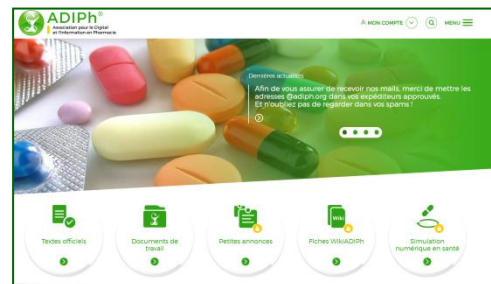 ADIPh®
Association pour le Digital
et l'Information en Pharmacie
MON COMPTE
MENU
Dernières actualités
Afin de vous assurer de recevoir nos mails, merci de mettre les
adresses @adiph.org dans vos expéditeurs approuvés.
Et n'oubliez pas de regarder dans vos spams !
Textes officiels
Documents de
travail
Petites annonces
Wiki
Fiches WikiADIPh
Simulation
numérique en santé